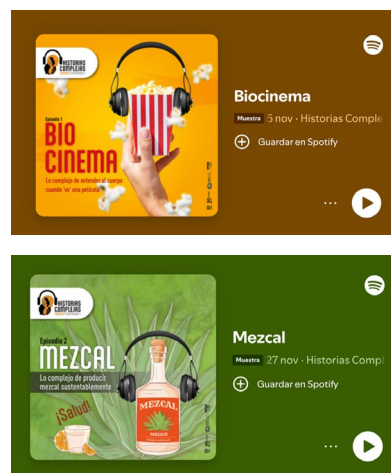 HISTORIAS
COMPLEJAS
Episodio 1
BIO
CINEMA
Lo complejo de entender al cuerpo
cuando 've' una película
Biocinema
Muestra 5 nov · Historias Comple
Guardar en Spotify
HISTORIAS
COMPLEJAS
Episodio 2
MEZCAL
Lo complejo de producir
mezcal sustentablemente
¡Salud!
MEZCAL
Mezcal
Muestra 27 nov · Historias Compl
Guardar en Spotify